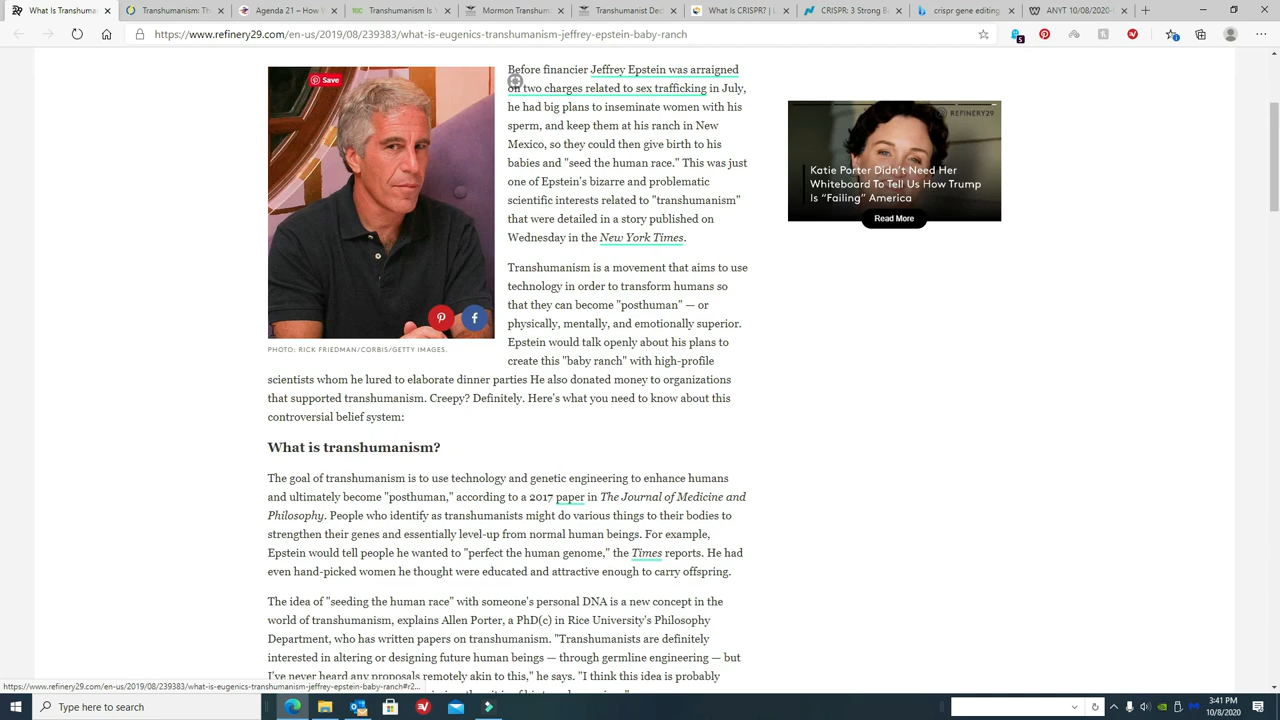 What is Transhumanis
Transhumanism: Th
Agenda 21 – How W
Transhumanism Is
Mormon Transhum
Transhumanist Dec
What Is CRISPR? |
CRISPR: 3 Strong B
crispr gene editing
ANYT 10/08/2020-
https://www.refinery29.com/en-us/2019/08/239383/what-is-eugenics-transhumanism-jeffrey-epstein-baby-ranch
Save
Before financier Jeffrey Epstein was arraigned
on two charges related to sex trafficking in July,
he had big plans to inseminate women with his
sperm, and keep them at his ranch in New
Mexico, so they could then give birth to his
babies and "seed the human race." This was just
one of Epstein's bizarre and problematic
scientific interests related to "transhumanism"
that were detailed in a story published on
Wednesday in the New York Times.
Transhumanism is a movement that aims to use
technology in order to transform humans so
that they can become "posthuman" — or
physically, mentally, and emotionally superior.
Epstein would talk openly about his plans to
create this "baby ranch" with high-profile
PHOTO: RICK FRIEDMAN/CORBIS/GETTY IMAGES.
scientists whom he lured to elaborate dinner parties He also donated money to organizations
that supported transhumanism. Creepy? Definitely. Here's what you need to know about this
controversial belief system:
What is transhumanism?
The goal of transhumanism is to use technology and genetic engineering to enhance humans
and ultimately become "posthuman," according to a 2017 paper in The Journal of Medicine and
Philosophy. People who identify as transhumanists might do various things to their bodies to
strengthen their genes and essentially level-up from normal human beings. For example,
Epstein would tell people he wanted to "perfect the human genome," the Times reports. He had
even hand-picked women he thought were educated and attractive enough to carry offspring.
The idea of "seeding the human race" with someone's personal DNA is a new concept in the
world of transhumanism, explains Allen Porter, a PhD(c) in Rice University's Philosophy
Department, who has written papers on transhumanism. "Transhumanists are definitely
interested in altering or designing future human beings — through germline engineering — but
I've never heard any proposals remotely akin to this," he says. "I think this idea is probably
REFINERY29
Katie Porter Didn't Need Her
Whiteboard To Tell Us How Trump
Is "Failing" America
Read More
https://www.refinery29.com/en-us/2019/08/239383/what-is-eugenics-transhumanism-jeffrey-epstein-baby-ranch#r2...
Type here to search
3:41 PM
10/8/2020